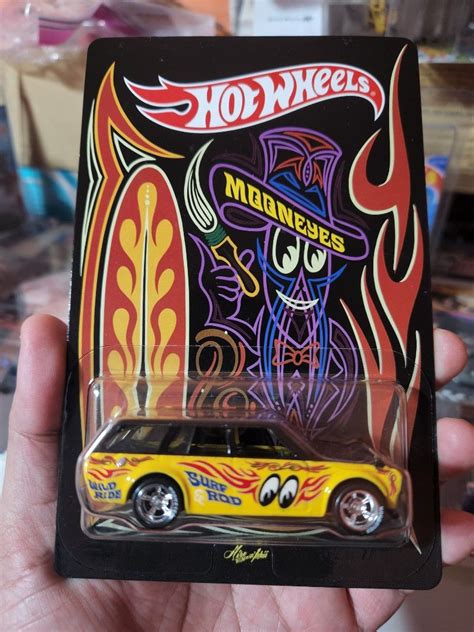 HOT WHEELS
MOONEYES
WILD
RIDE
SURF
& ROD